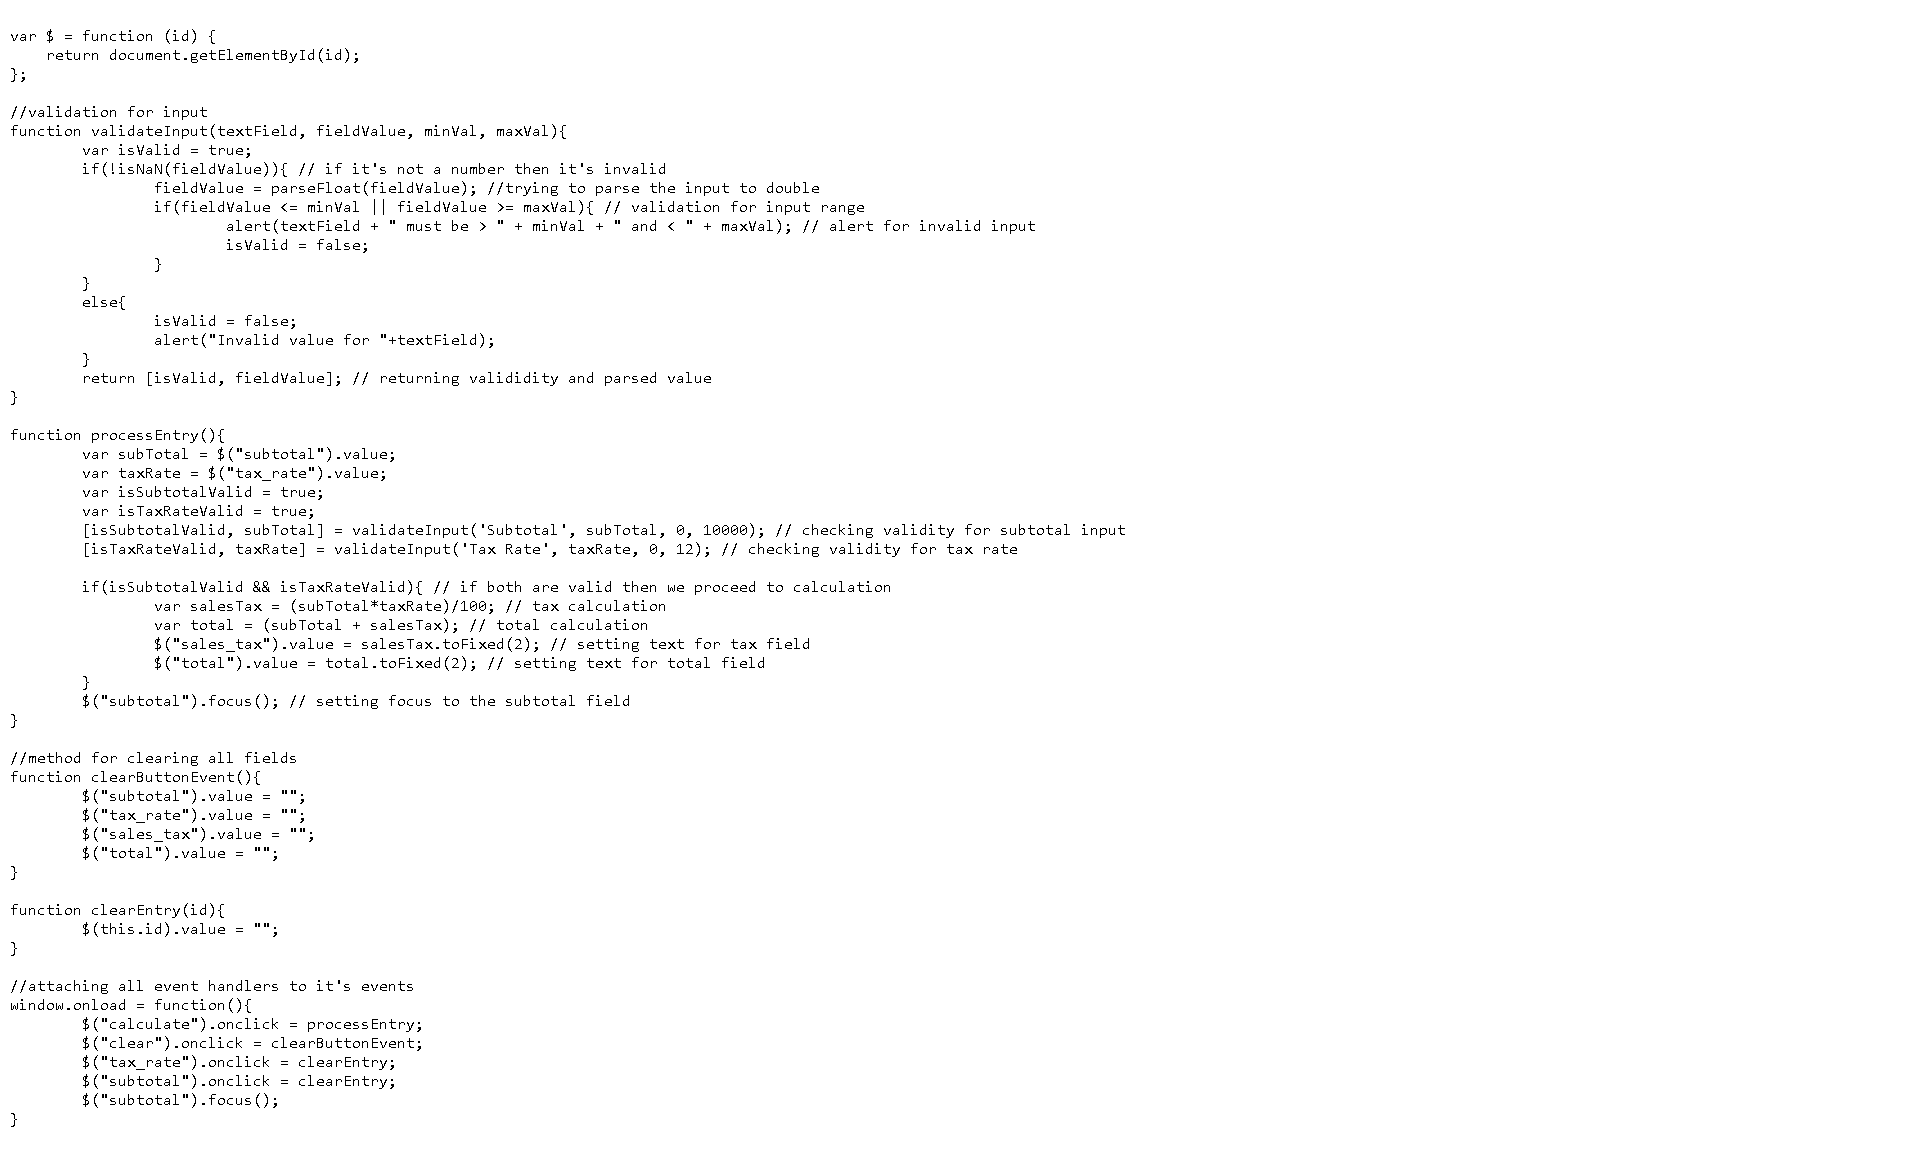 var $ = function (id) {
    return document.getElementById(id);
};

//validation for input
function validateInput(textField, fieldValue, minVal, maxVal){
        var isValid = true;
        if(!isNaN(fieldValue)){ // if it's not a number then it's invalid
                fieldValue = parseFloat(fieldValue); //trying to parse the input to double
                if(fieldValue <= minVal || fieldValue >= maxVal){ // validation for input range
                        alert(textField + " must be > " + minVal + " and < " + maxVal); // alert for invalid input
                        isValid = false;
                }
        }
        else{
                isValid = false;
                alert("Invalid value for "+textField);
        }
        return [isValid, fieldValue]; // returning valididity and parsed value
}

function processEntry(){
        var subTotal = $("subtotal").value;
        var taxRate = $("tax_rate").value;
        var isSubtotalValid = true;
        var isTaxRateValid = true;
        [isSubtotalValid, subTotal] = validateInput('Subtotal', subTotal, 0, 10000); // checking validity for subtotal input
        [isTaxRateValid, taxRate] = validateInput('Tax Rate', taxRate, 0, 12); // checking validity for tax rate

        if(isSubtotalValid && isTaxRateValid){ // if both are valid then we proceed to calculation
                var salesTax = (subTotal*taxRate)/100; // tax calculation
                var total = (subTotal + salesTax); // total calculation
                $("sales_tax").value = salesTax.toFixed(2); // setting text for tax field
                $("total").value = total.toFixed(2); // setting text for total field
        }
        $("subtotal").focus(); // setting focus to the subtotal field
}

//method for clearing all fields
function clearButtonEvent(){
        $("subtotal").value = "";
        $("tax_rate").value = "";
        $("sales_tax").value = "";
        $("total").value = "";
}

function clearEntry(id){
        $(this.id).value = "";
}

//attaching all event handlers to it's events
window.onload = function(){
        $("calculate").onclick = processEntry;
        $("clear").onclick = clearButtonEvent;
        $("tax_rate").onclick = clearEntry;
        $("subtotal").onclick = clearEntry;
        $("subtotal").focus();
}